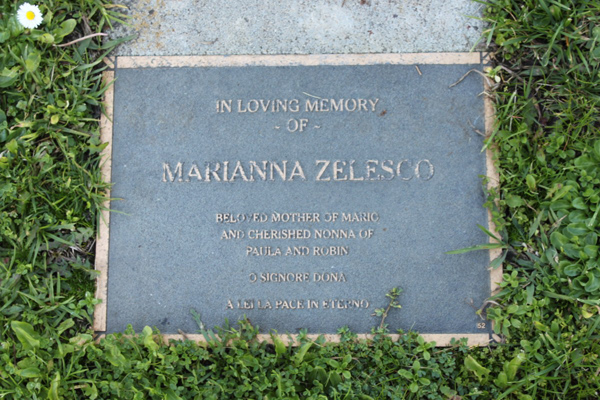 IN LOVING MEMORY
~ OF ~
MARIANNA ZELESCO
BELOVED MOTHER OF MARIO
AND CHERISHED NONNA OF
PAULA AND ROBIN
O SIGNORE DONA
A LEI LA PACE IN ETERNO
152